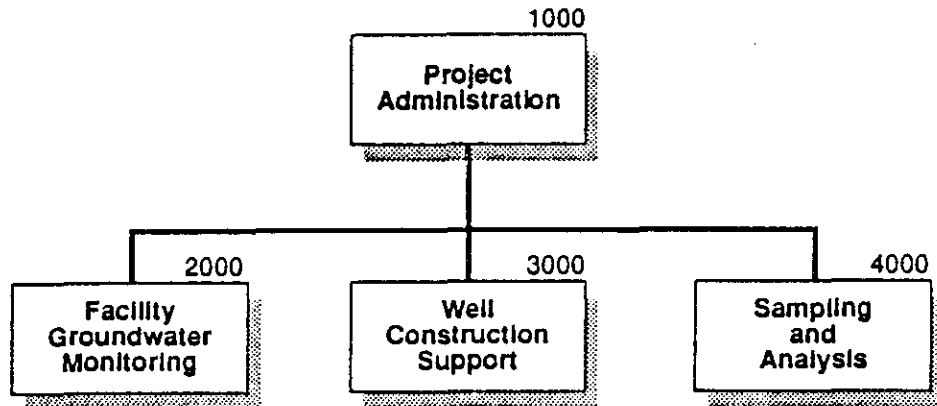 1000
Project
Administration
2000
Facility
Groundwater
Monitoring
3000
Well
Construction
Support
4000
Sampling
and
Analysis